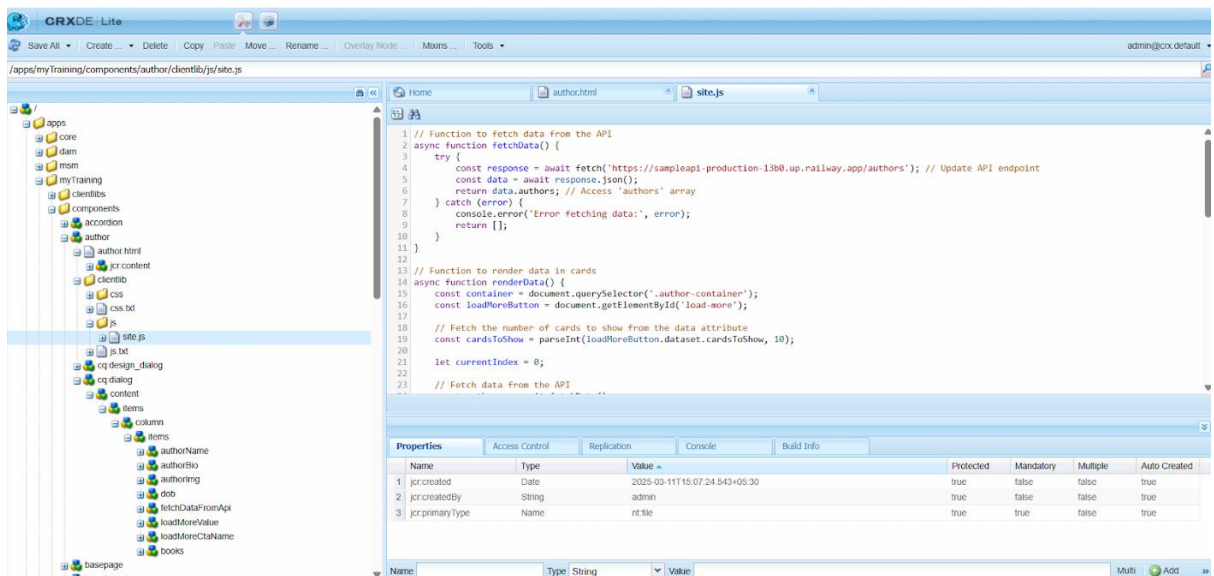 CRXDE Lite
Save All Create ... Delete Copy Paste Move ... Rename ... Overlay Node ... Mixins ... Tools admin@crx.default
/apps/myTraining/components/author/clientlib/js/site.js
Home author.html site.js
/
apps
core
dam
msm
myTraining
clientlibs
components
accordion
author
author.html
jcr:content
clientlib
css
css.txt
js
site.js
js.txt
cq:design_dialog
cq:dialog
content
items
column
items
authorName
authorBio
authorImg
dob
fetchDataFromApi
loadMoreValue
loadMoreCtaName
books
basepage
1 // Function to fetch data from the API
2 async function fetchData() {
3 try {
4 const response = await fetch('https://sampleapi-production-13b0.up.railway.app/authors'); // Update API endpoint
5 const data = await response.json();
6 return data.authors; // Access 'authors' array
7 } catch (error) {
8 console.error('Error fetching data:', error);
9 return [];
10 }
11 }
12
13 // Function to render data in cards
14 async function renderData() {
15 const container = document.querySelector('.author-container');
16 const loadMoreButton = document.getElementById('load-more');
17
18 // Fetch the number of cards to show from the data attribute
19 const cardsToShow = parseInt(loadMoreButton.dataset.cardsToShow, 10);
20
21 let currentIndex = 0;
22
23 // Fetch data from the API
Properties Access Control Replication Console Build Info
Name Type Value Protected Mandatory Multiple Auto Created
1 jcr:created Date 2025-03-11T15:07:24.543+05:30 true false false true
2 jcr:createdBy String admin true false false true
3 jcr:primaryType Name nt:file true true false true
Name Type String Value Multi Add »